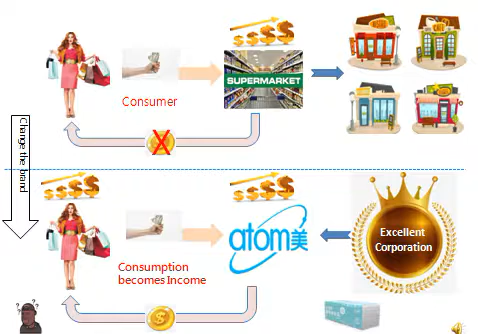 SUPERMARKET
Consumer
X
Change the brand
atom美
Excellent
Corporation
Consumption
becomes Income